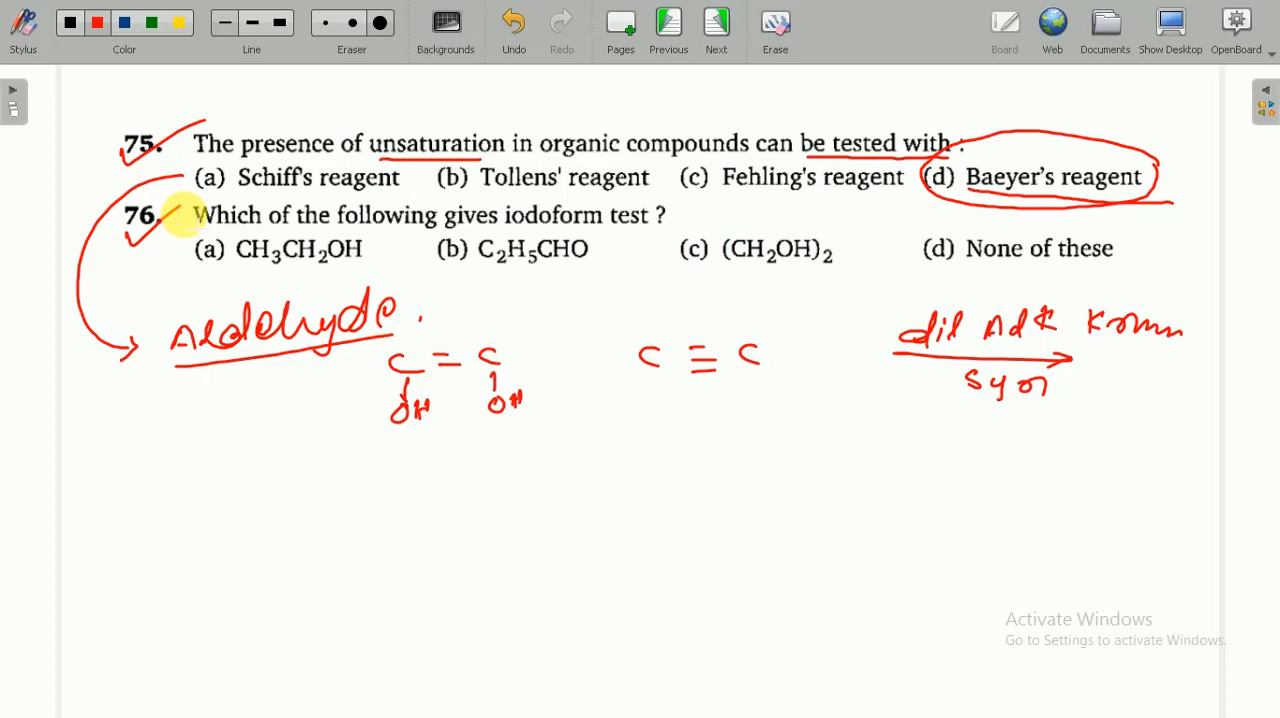 Stylus Color Line Eraser Backgrounds Undo Redo Pages Previous Next Erase Board Web Documents Show Desktop OpenBoard
75. The presence of unsaturation in organic compounds can be tested with :
(a) Schiff's reagent (b) Tollens' reagent (c) Fehling's reagent (d) Baeyer's reagent
76. Which of the following gives iodoform test ?
(a) CH₃CH₂OH (b) C₂H₅CHO (c) (CH₂OH)₂ (d) None of these
Aldehyde.
C = C C ≡ C dil
OH OH
Activate Windows
Go to Settings to activate Windows.